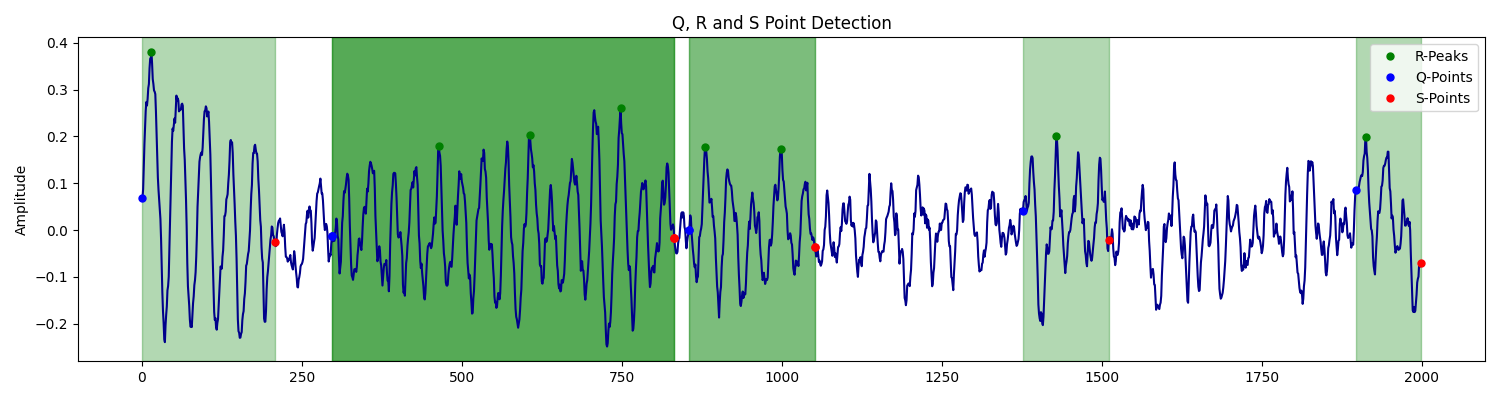 Q, R and S Point Detection
0.4
0.3
0.2
0.1
0.0
−0.1
−0.2
Amplitude
R-Peaks
Q-Points
S-Points
0 250 500 750 1000 1250 1500 1750 2000